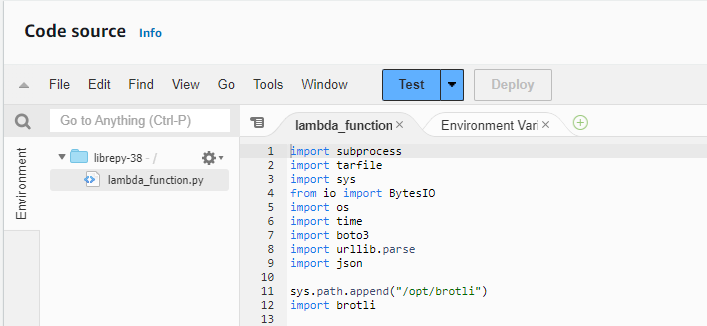 Code source Info
File Edit Find View Go Tools Window Test Deploy
Go to Anything (Ctrl-P)
lambda_function × Environment Vari ×
Environment
librepy-38 - /
lambda_function.py
1 import subprocess
2 import tarfile
3 import sys
4 from io import BytesIO
5 import os
6 import time
7 import boto3
8 import urllib.parse
9 import json
10
11 sys.path.append("/opt/brotli")
12 import brotli
13